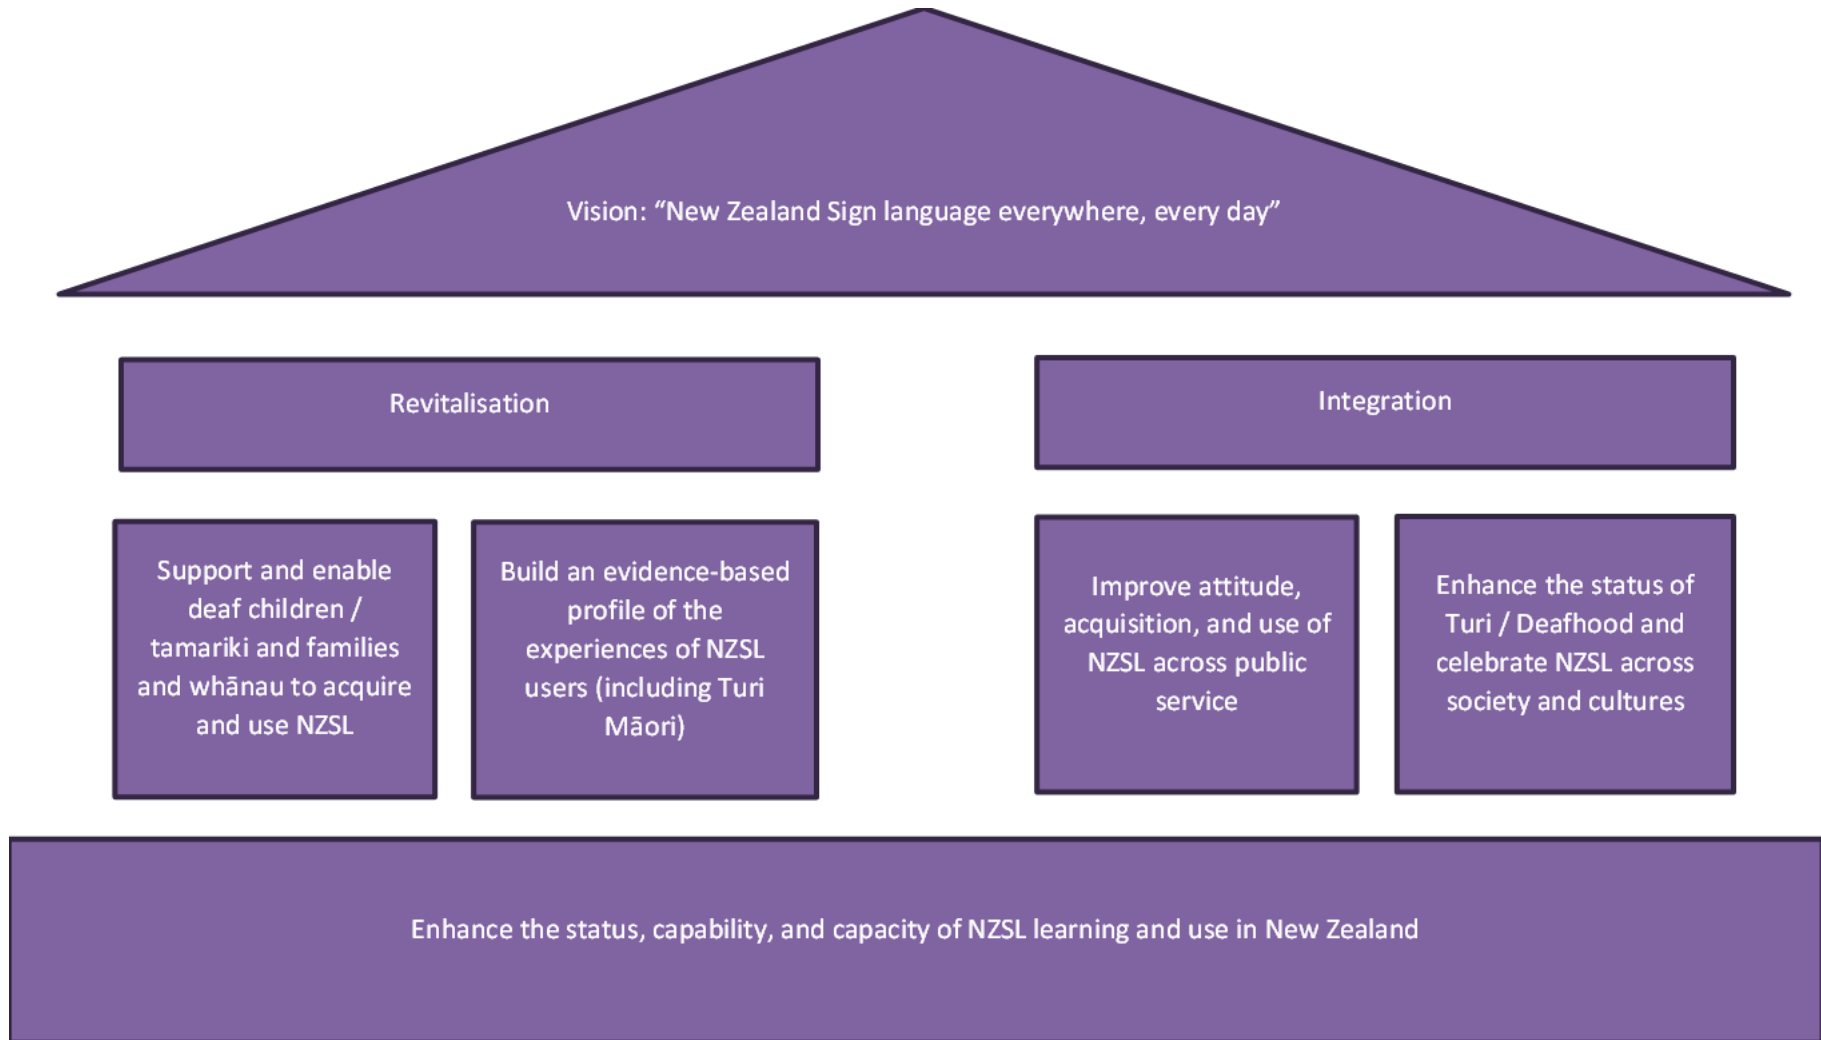 Vision: “New Zealand Sign language everywhere, every day”
Revitalisation
Integration
Support and enable
deaf children /
tamariki and families
and whānau to acquire
and use NZSL
Build an evidence-based
profile of the
experiences of NZSL
users (including Turi
Māori)
Improve attitude,
acquisition, and use of
NZSL across public
service
Enhance the status of
Turi / Deafhood and
celebrate NZSL across
society and cultures
Enhance the status, capability, and capacity of NZSL learning and use in New Zealand